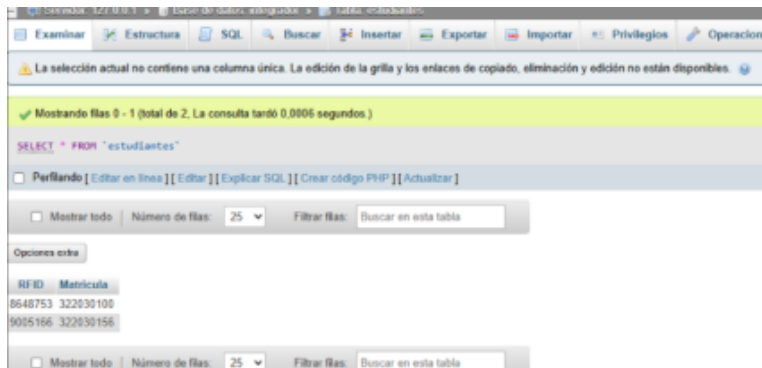 Servidor: 127.0.0.1 » Base de datos: integrador » Tabla: estudiantes
Examinar Estructura SQL Buscar Insertar Exportar Importar Privilegios Operacion
La selección actual no contiene una columna única. La edición de la grilla y los enlaces de copiado, eliminación y edición no están disponibles.
Mostrando filas 0 - 1 (total de 2, La consulta tardó 0,0006 segundos.)
SELECT * FROM `estudiantes`
Perfilando [ Editar en línea ] [ Editar ] [ Explicar SQL ] [ Crear código PHP ] [ Actualizar ]
Mostrar todo | Número de filas: 25 Filtrar filas: Buscar en esta tabla
Opciones extra
RFID Matricula
8648753 322030100
9005166 322030156
Mostrar todo | Número de filas: 25 Filtrar filas: Buscar en esta tabla